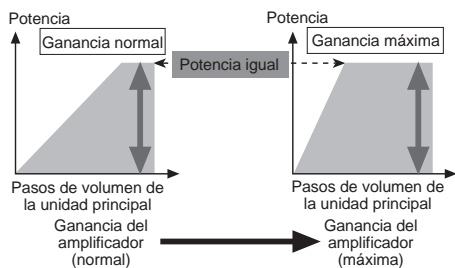 Potencia
Ganancia normal
Potencia igual
Potencia
Ganancia máxima
Pasos de volumen de
la unidad principal
Pasos de volumen de
la unidad principal
Ganancia del
amplificador
(normal)
Ganancia del
amplificador
(máxima)